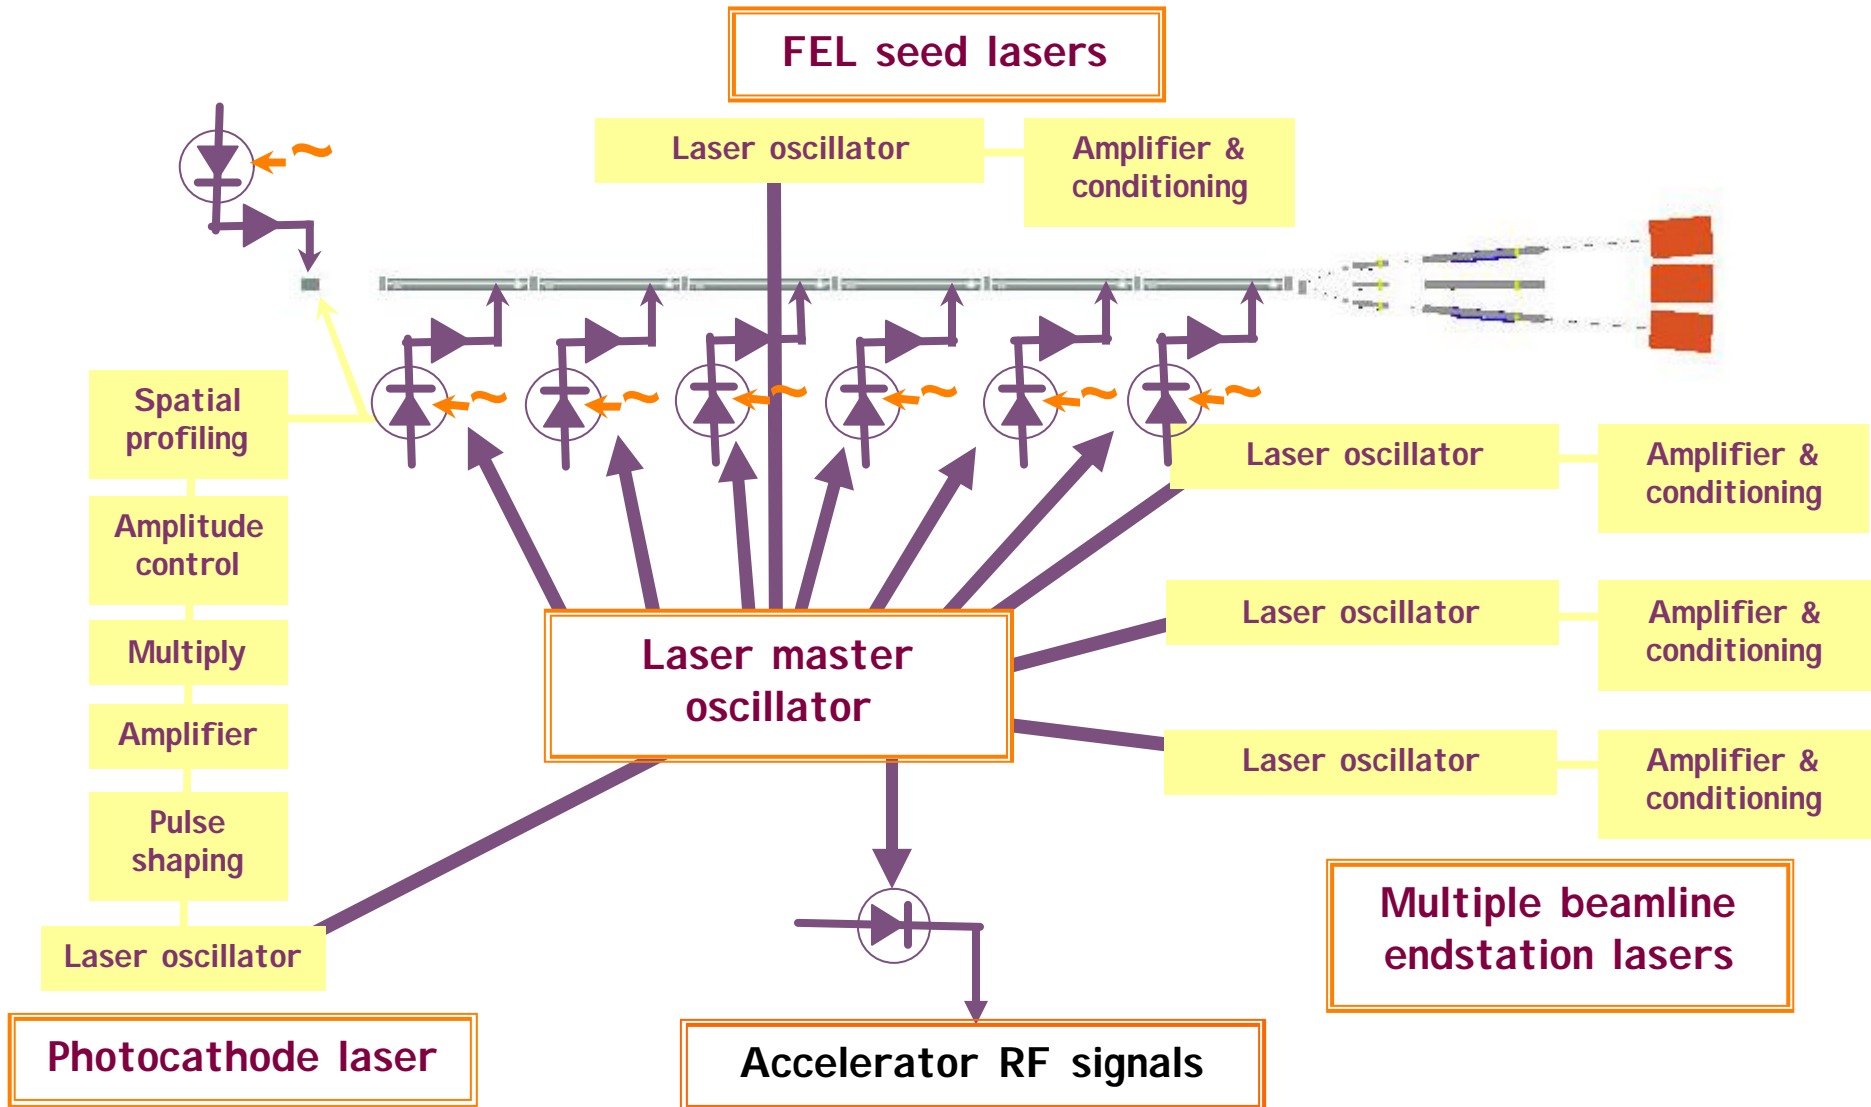 FEL seed lasers
Laser oscillator
Amplifier &
conditioning
~
~
~
~
~
~
~
Spatial
profiling
Amplitude
control
Multiply
Amplifier
Pulse
shaping
Laser oscillator
Photocathode laser
Laser master
oscillator
Accelerator RF signals
Laser oscillator
Amplifier &
conditioning
Laser oscillator
Amplifier &
conditioning
Laser oscillator
Amplifier &
conditioning
Multiple beamline
endstation lasers